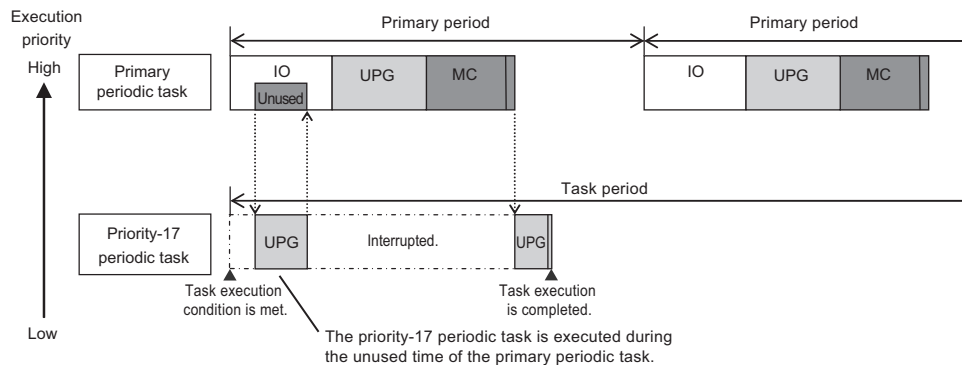 Execution
priority
High
Low
Primary period
Primary period
Primary
periodic task
IO
Unused
UPG
MC
IO
UPG
MC
Task period
Priority-17
periodic task
UPG
Interrupted.
UPG
Task execution
condition is met.
Task execution
is completed.
The priority-17 periodic task is executed during
the unused time of the primary periodic task.